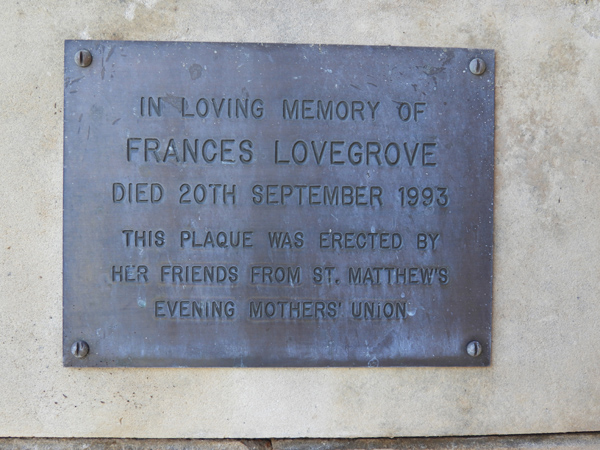 IN LOVING MEMORY OF
FRANCES LOVEGROVE
DIED 20TH SEPTEMBER 1993
THIS PLAQUE WAS ERECTED BY
HER FRIENDS FROM ST. MATTHEW'S
EVENING MOTHERS' UNION